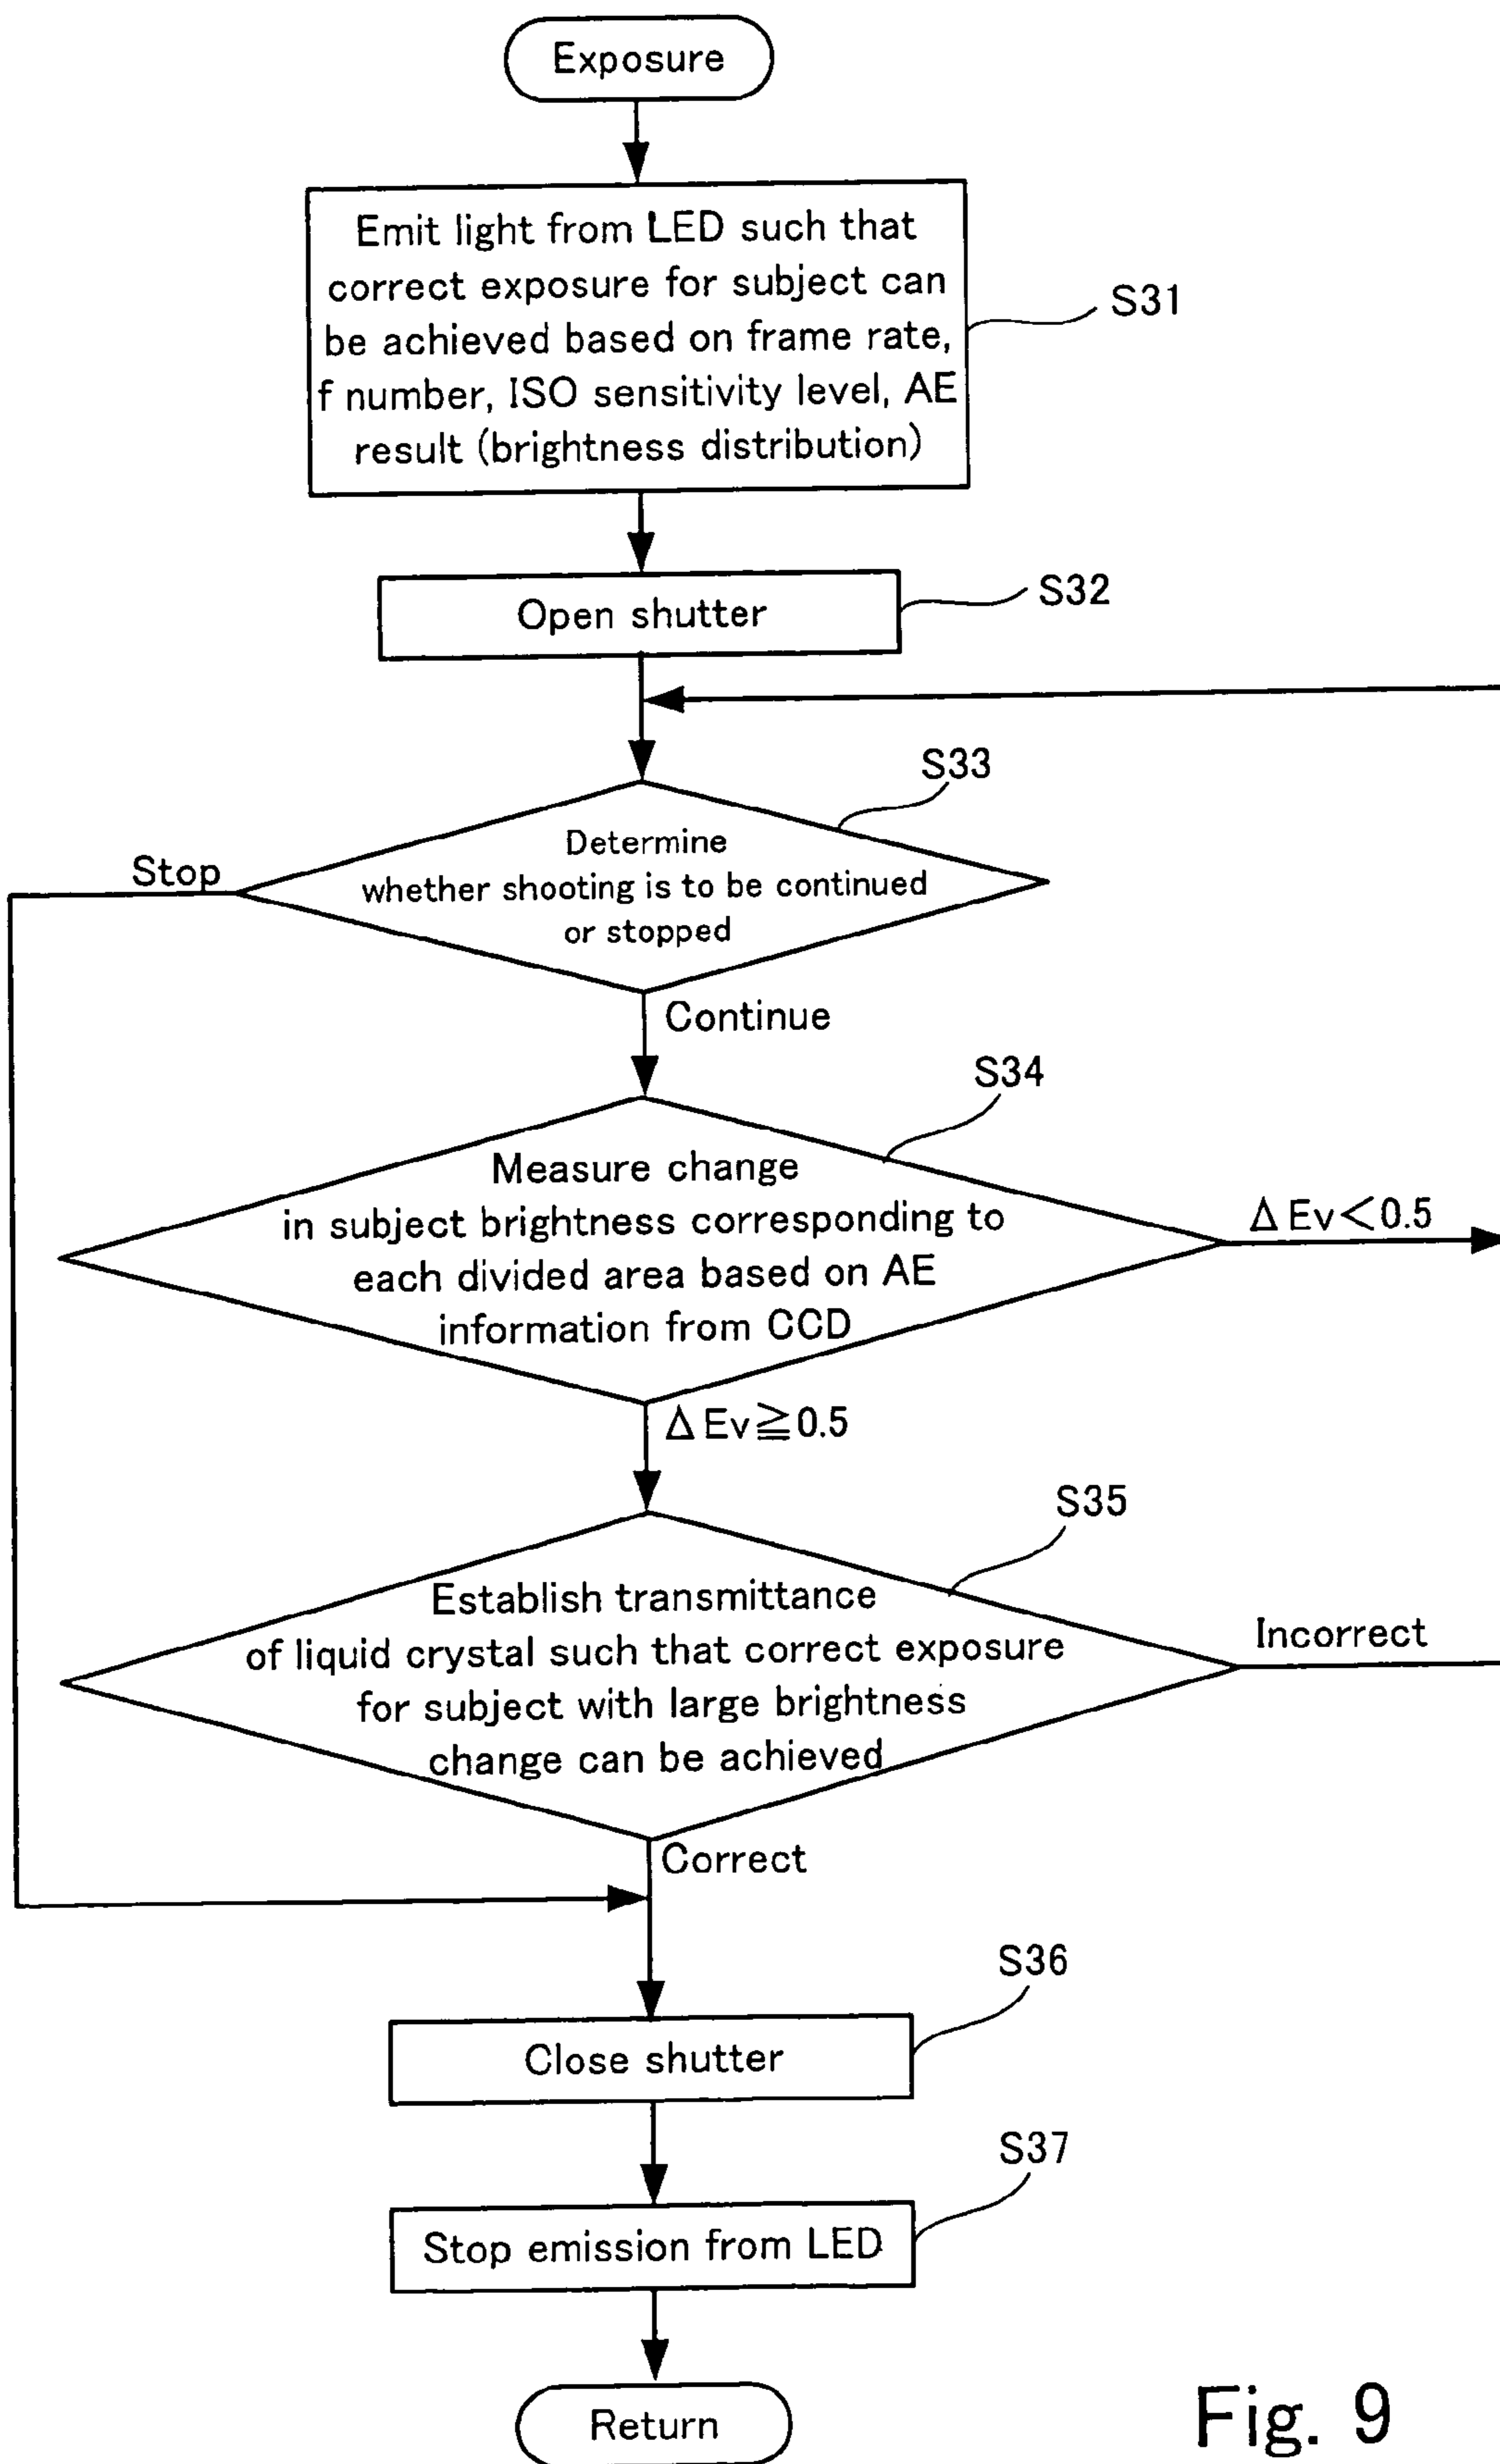 Exposure
Emit light from LED such that
correct exposure for subject can
be achieved based on frame rate,
f number, ISO sensitivity level, AE
result (brightness distribution)
S31
Open shutter
S32
S33
Determine
whether shooting is to be continued
or stopped
Stop
Continue
S34
Measure change
in subject brightness corresponding to
each divided area based on AE
information from CCD
Δ Ev<0.5
Δ Ev≧0.5
S35
Establish transmittance
of liquid crystal such that correct exposure
for subject with large brightness
change can be achieved
Incorrect
Correct
S36
Close shutter
S37
Stop emission from LED
Return
Fig. 9